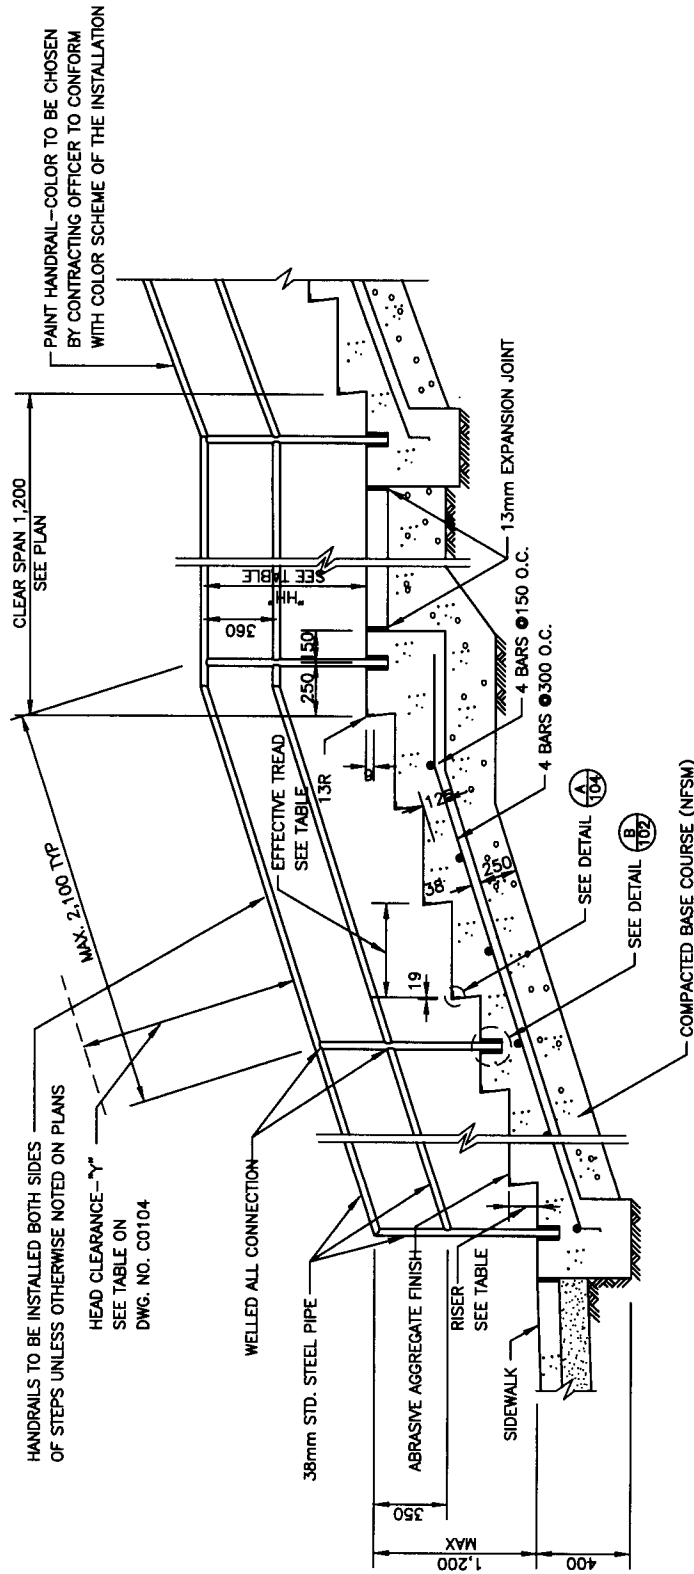 PAINT HANDRAIL-COLOR TO BE CHOSEN
BY CONTRACTING OFFICER TO CONFORM
WITH COLOR SCHEME OF THE INSTALLATION
CLEAR SPAN 1,200
SEE PLAN
HANDRAILS TO BE INSTALLED BOTH SIDES
OF STEPS UNLESS OTHERWISE NOTED ON PLANS
MAX. 2,100 TYP
HEAD CLEARANCE-"Y"
SEE TABLE ON
DWG. NO. C0104
WELLED ALL CONNECTION
38mm STD. STEEL PIPE
ABRASIVE AGGREGATE FINISH
RISER
SEE TABLE
SIDEWALK
350
1,200
MAX
400
EFFECTIVE TREAD
SEE TABLE
13R
19
250
150
360
"HH"
SEE TABLE
38
250
13mm EXPANSION JOINT
4 BARS @150 O.C.
4 BARS @300 O.C.
SEE DETAIL
A
104
SEE DETAIL
B
102
COMPACTED BASE COURSE (NFSM)